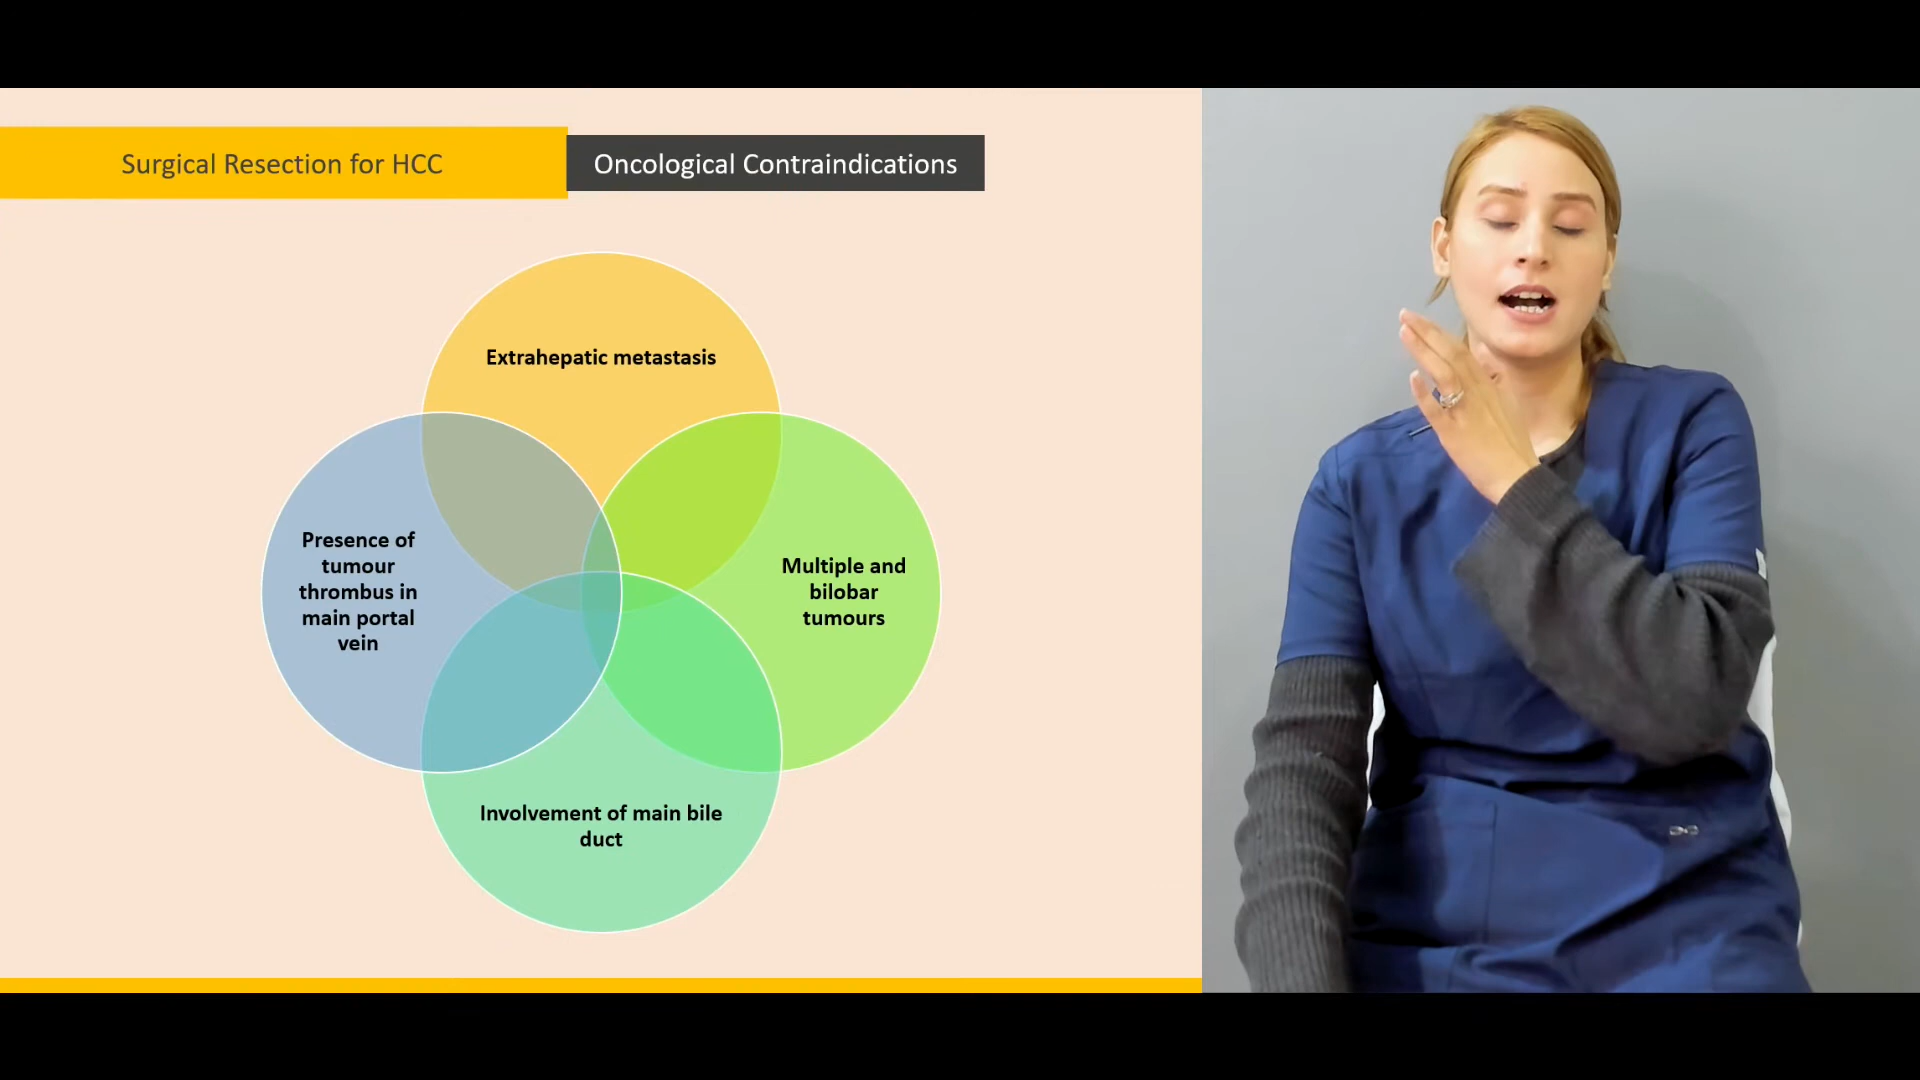 Surgical Resection for HCC
Oncological Contraindications
Extrahepatic metastasis
Presence of
tumour
thrombus in
main portal
vein
Multiple and
bilobar
tumours
Involvement of main bile
duct